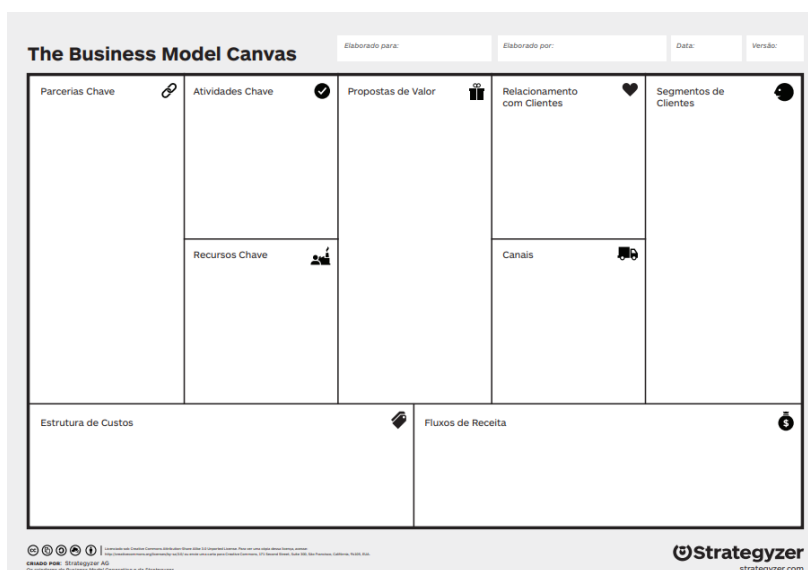 The Business Model Canvas
Elaborado para:
Elaborado por:
Data:
Versão:
Parcerias Chave
Atividades Chave
Propostas de Valor
Relacionamento
com Clientes
Segmentos de
Clientes
Recursos Chave
Canais
Estrutura de Custos
Fluxos de Receita
CRIADO POR: Strategyzer AG
Strategyzer
strategyzer.com